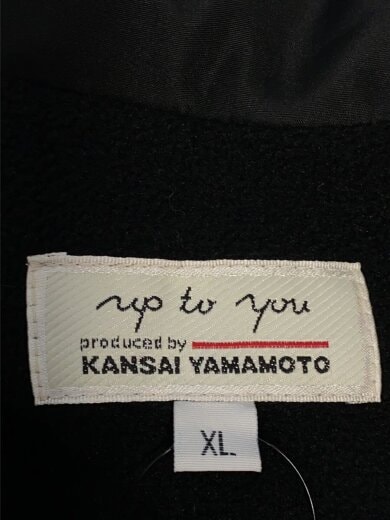 up to you
produced by
KANSAI YAMAMOTO
XL